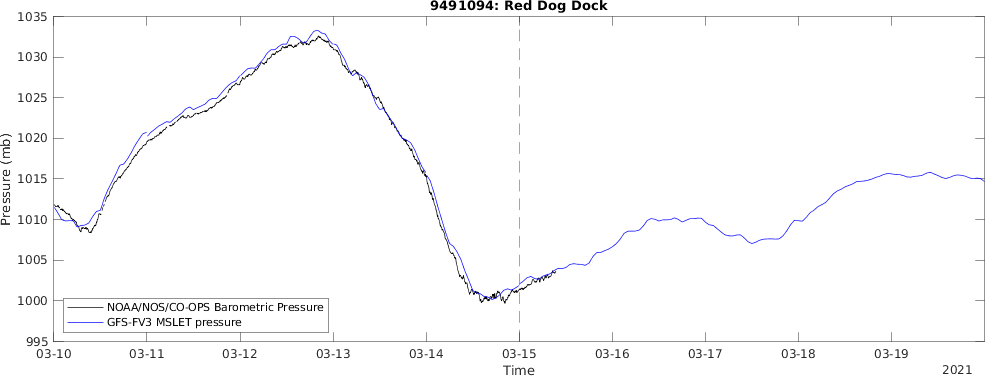 9491094: Red Dog Dock
Pressure (mb)
1035
1030
1025
1020
1015
1010
1005
1000
995
NOAA/NOS/CO-OPS Barometric Pressure
GFS-FV3 MSLET pressure
03-10 03-11 03-12 03-13 03-14 03-15 03-16 03-17 03-18 03-19
Time
2021